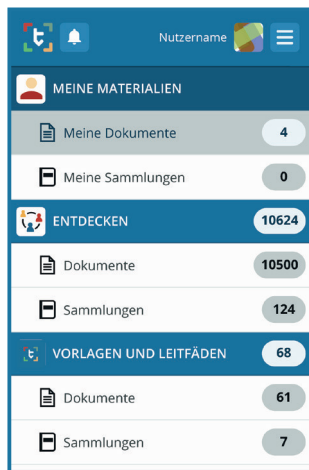 Nutzername
MEINE MATERIALIEN
Meine Dokumente 4
Meine Sammlungen 0
ENTDECKEN 10624
Dokumente 10500
Sammlungen 124
VORLAGEN UND LEITFÄDEN 68
Dokumente 61
Sammlungen 7